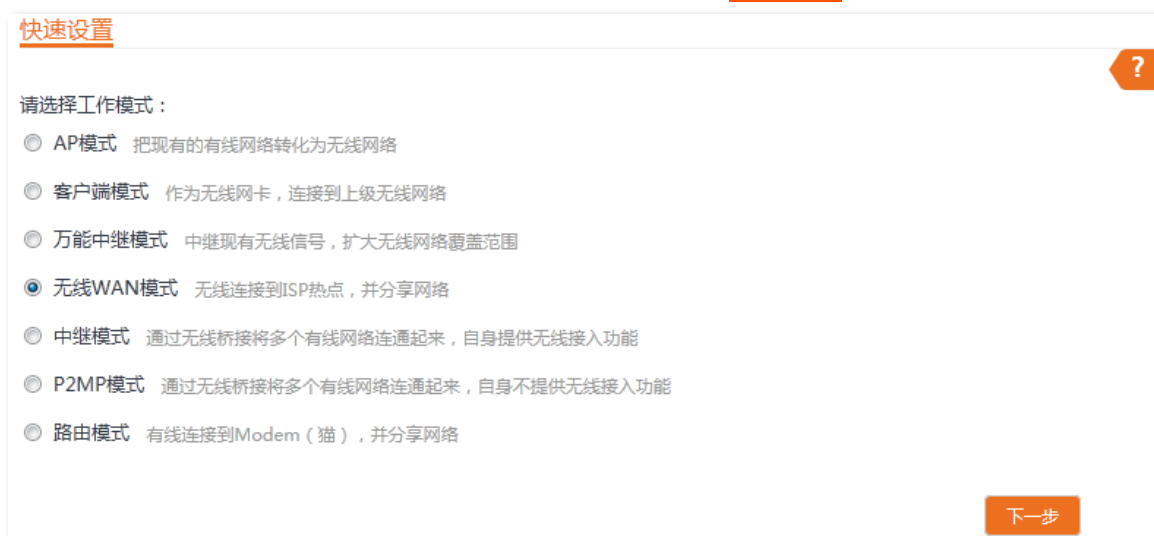 快速设置
?
请选择工作模式：
AP模式 把现有的有线网络转化为无线网络
客户端模式 作为无线网卡，连接到上级无线网络
万能中继模式 中继现有无线信号，扩大无线网络覆盖范围
无线WAN模式 无线连接到ISP热点，并分享网络
中继模式 通过无线桥接将多个有线网络连通起来，自身提供无线接入功能
P2MP模式 通过无线桥接将多个有线网络连通起来，自身不提供无线接入功能
路由模式 有线连接到Modem（猫），并分享网络
下一步